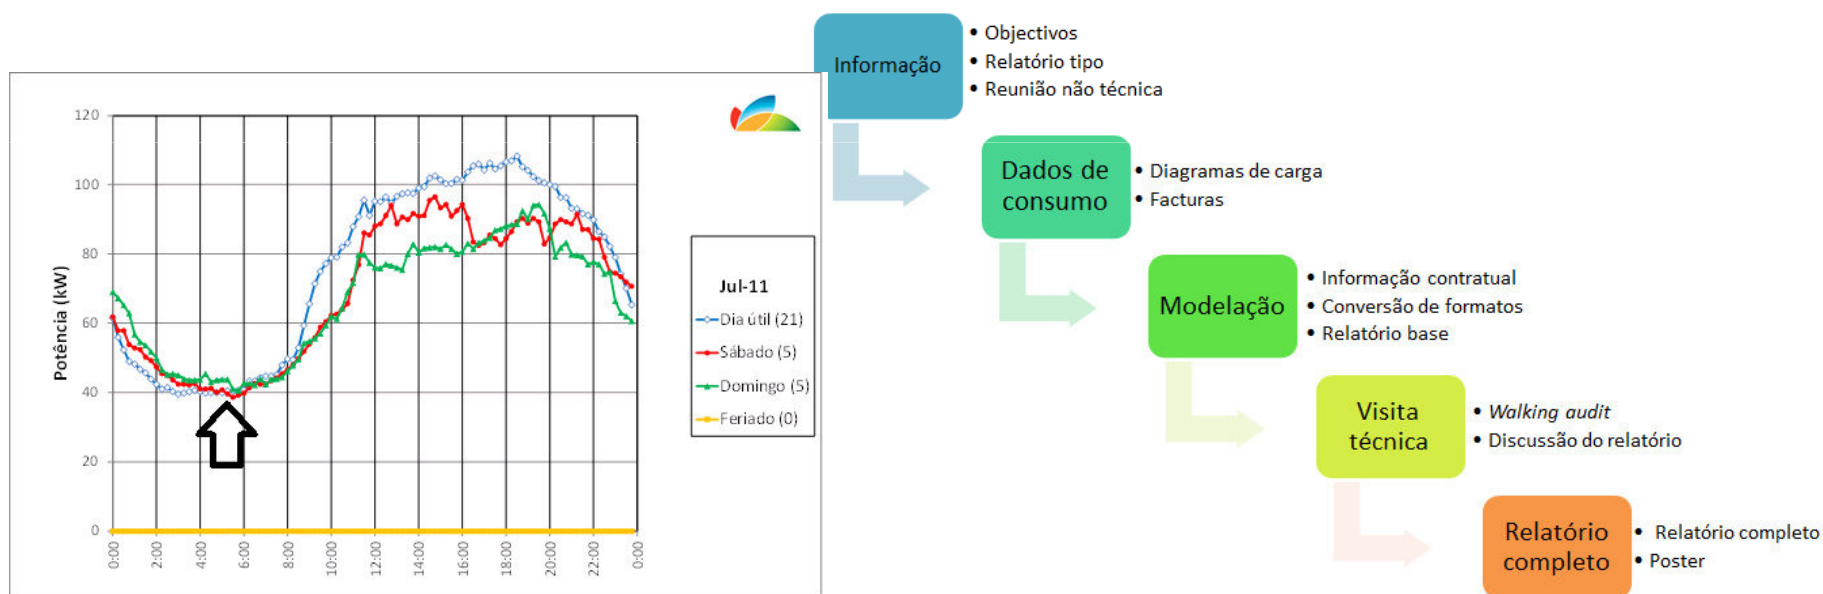 120
100
80
60
40
20
0
Potência (kW)
0:00
2:00
4:00
6:00
8:00
10:00
12:00
14:00
16:00
18:00
20:00
22:00
0:00
Jul-11
Dia útil (21)
Sábado (5)
Domingo (5)
Feriado (0)
Informação
• Objectivos
• Relatório tipo
• Reunião não técnica
Dados de
consumo
• Diagramas de carga
• Facturas
Modelação
• Informação contratual
• Conversão de formatos
• Relatório base
Visita
técnica
• Walking audit
• Discussão do relatório
Relatório
completo
• Relatório completo
• Poster